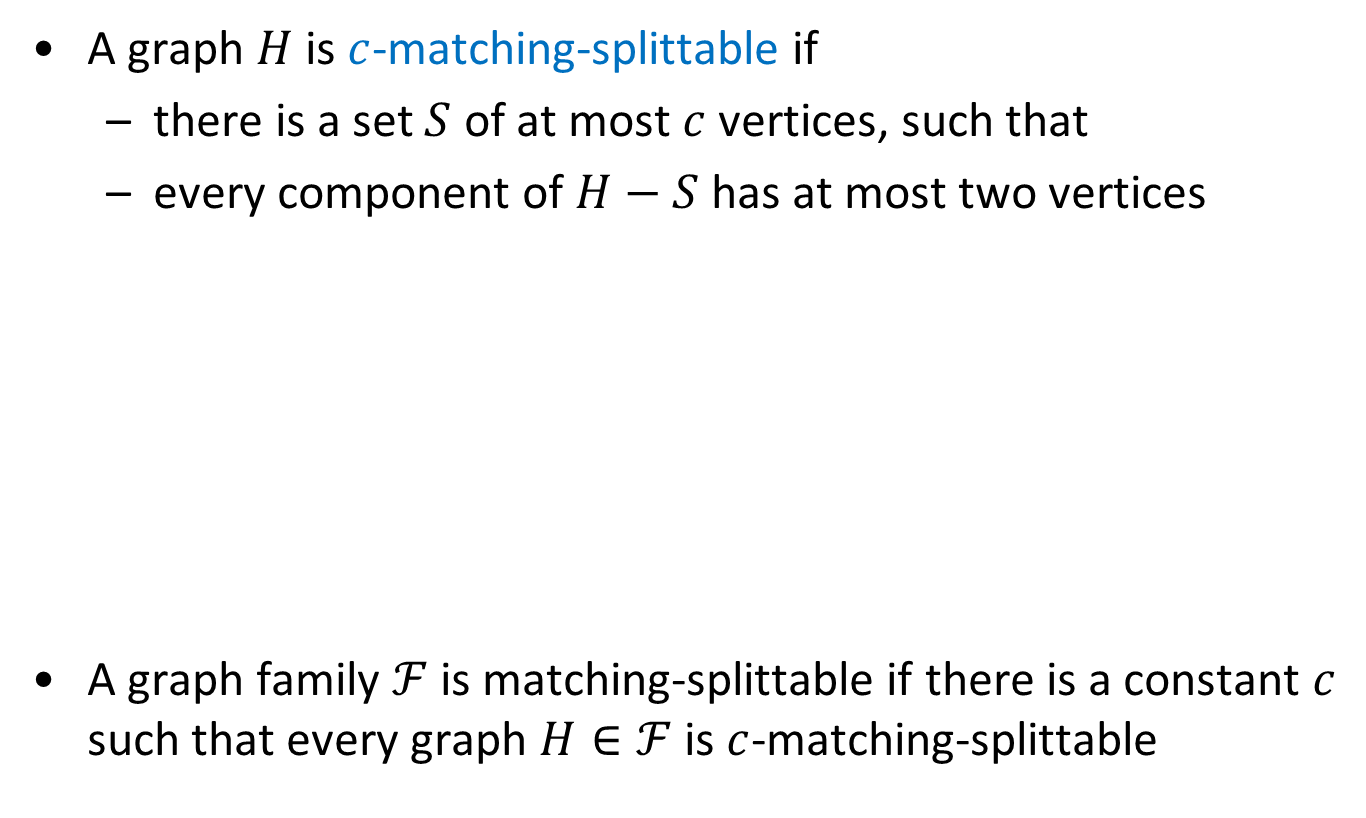 • A graph 𝐻 is 𝑐-matching-splittable if
– there is a set 𝑆 of at most 𝑐 vertices, such that
– every component of 𝐻 − 𝑆 has at most two vertices
• A graph family ℱ is matching-splittable if there is a constant 𝑐
such that every graph 𝐻 ∈ ℱ is 𝑐-matching-splittable